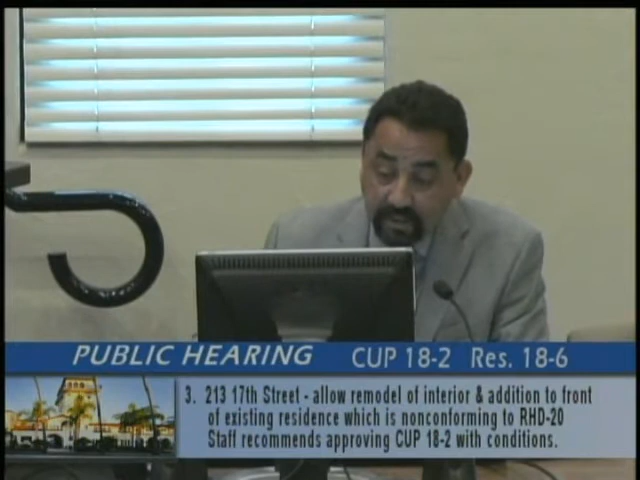 PUBLIC HEARING CUP 18-2 Res. 18-6
3. 213 17th Street - allow remodel of interior & addition to front
of existing residence which is nonconforming to RHD-20
Staff recommends approving CUP 18-2 with conditions.